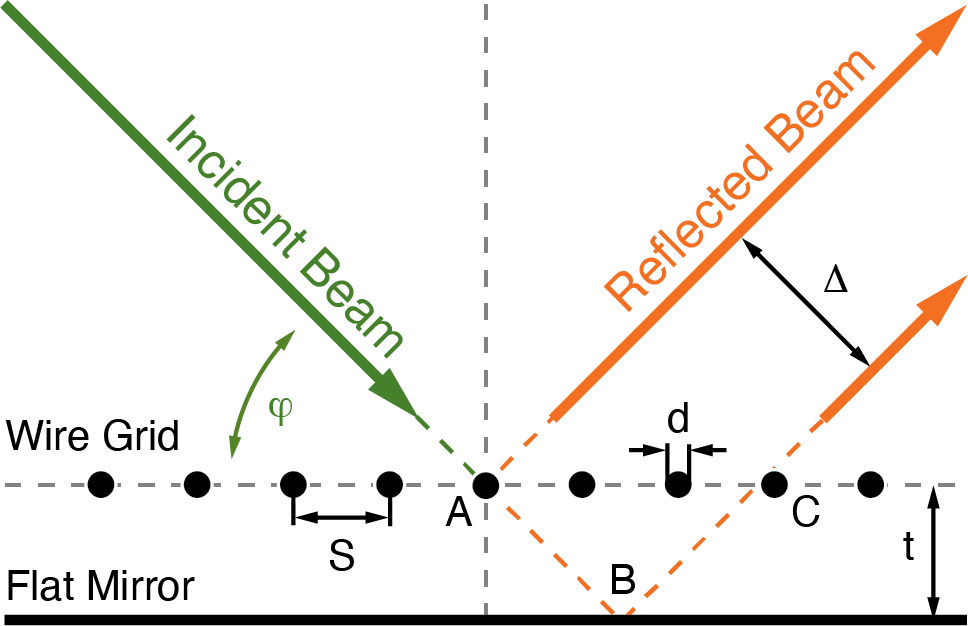 Incident Beam
Reflected Beam
Δ
φ
Wire Grid
d
A
C
S
t
B
Flat Mirror